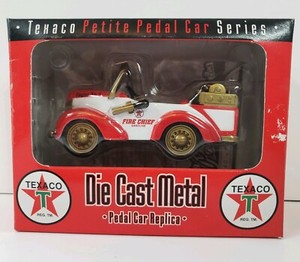 Texaco Petite Pedal Car Series
FIRE CHIEF
TEXACO
T
REG. TM
Die Cast Metal
• Pedal Car Replica •
TEXACO
T
REG. TM